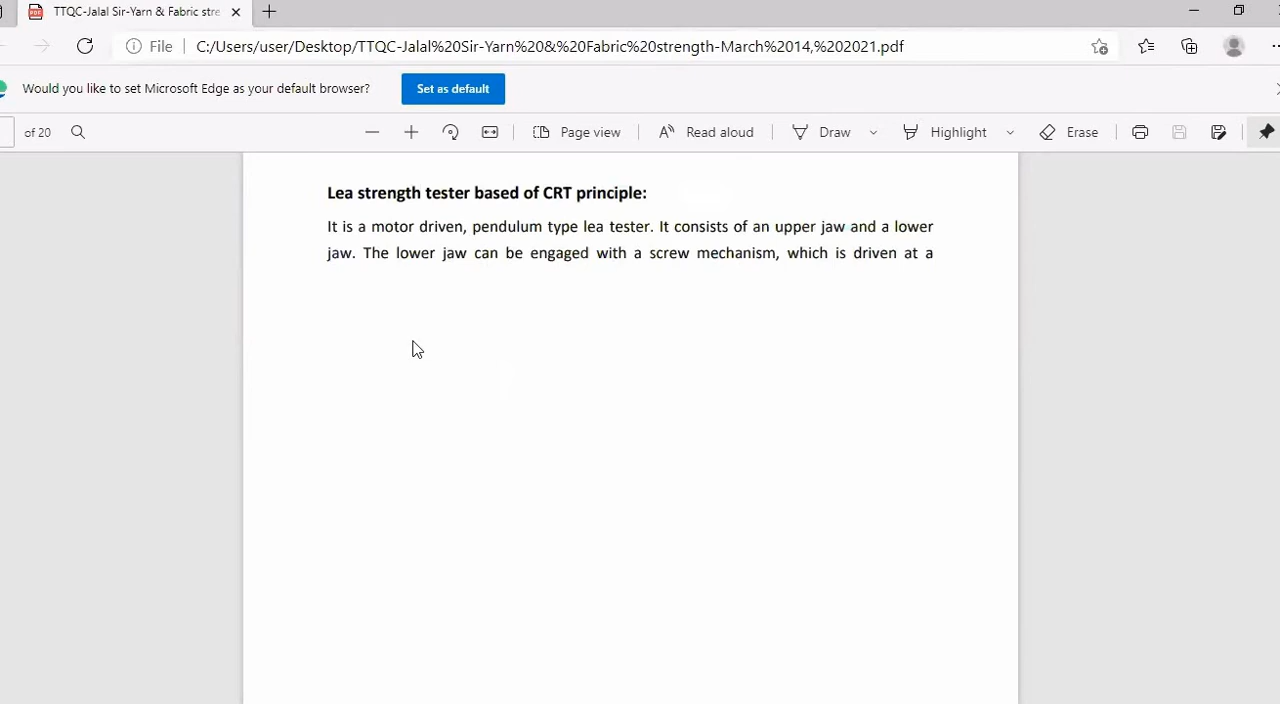 TTQC-Jalal Sir-Yarn & Fabric stre
File
C:/Users/user/Desktop/TTQC-Jalal%20Sir-Yarn%20&%20Fabric%20strength-March%2014,%202021.pdf
Would you like to set Microsoft Edge as your default browser?
Set as default
of 20
Page view
Read aloud
Draw
Highlight
Erase
Lea strength tester based of CRT principle:
It is a motor driven, pendulum type lea tester. It consists of an upper jaw and a lower
jaw. The lower jaw can be engaged with a screw mechanism, which is driven at a